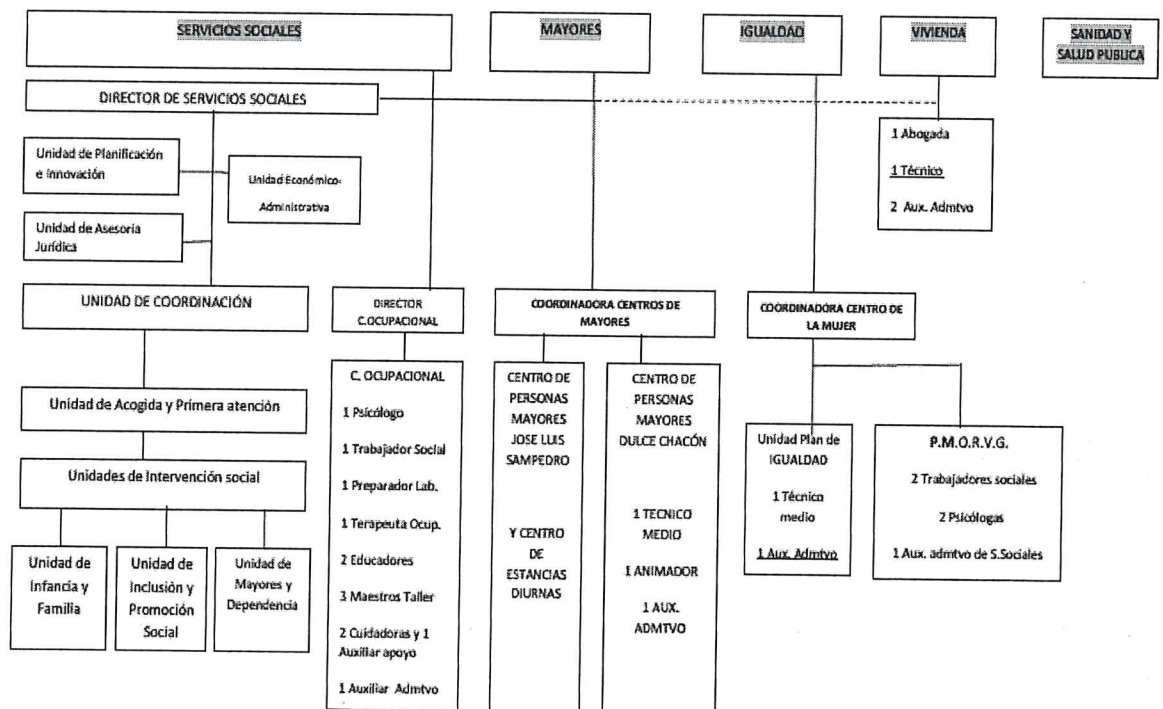 SERVICIOS SOCIALES
MAYORES
IGUALDAD
VIVIENDA
SANIDAD Y
SALUD PUBLICA
DIRECTOR DE SERVICIOS SOCIALES
1 Abogada
1 Técnico
2 Aux. Admtvo
Unidad de Planificación
e Innovación
Unidad Económico-
Administrativa
Unidad de Asesoría
Jurídica
UNIDAD DE COORDINACIÓN
DIRECTOR
C.OCUPACIONAL
COORDINADORA CENTROS DE
MAYORES
COORDINADORA CENTRO DE
LA MUJER
Unidad de Acogida y Primera atención
Unidades de Intervención social
Unidad de
Infancia y
Familia
Unidad de
Inclusión y
Promoción
Social
Unidad de
Mayores y
Dependencia
C. OCUPACIONAL
1 Psicólogo
1 Trabajador Social
1 Preparador Lab.
1 Terapeuta Ocup.
2 Educadores
3 Maestros Taller
2 Cuidadoras y 1
Auxiliar apoyo
1 Auxiliar Admtvo
CENTRO DE
PERSONAS
MAYORES
JOSE LUIS
SAMPEDRO
Y CENTRO
DE
ESTANCIAS
DIURNAS
CENTRO DE
PERSONAS
MAYORES
DULCE CHACÓN
1 TECNICO
MEDIO
1 ANIMADOR
1 AUX.
ADMTVO
Unidad Plan de
IGUALDAD
1 Técnico
medio
1 Aux. Admtvo
P.M.O.R.V.G.
2 Trabajadores sociales
2 Psicólogas
1 Aux. admtvo de S.Sociales